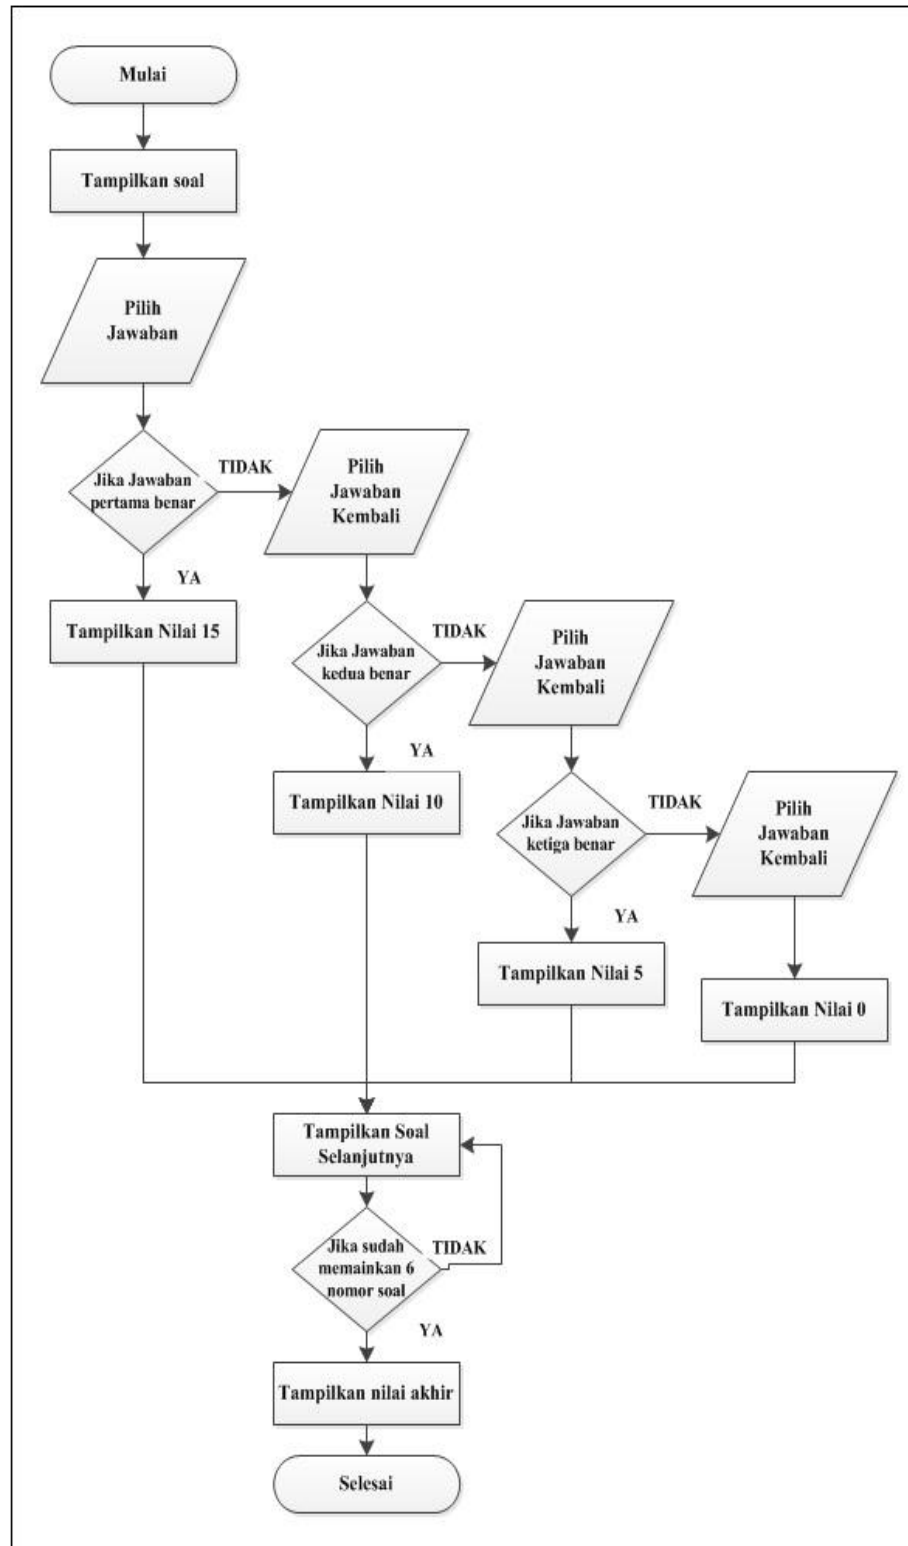 Mulai
Tampilkan soal
Pilih
Jawaban
Jika Jawaban
pertama benar
TIDAK
Pilih
Jawaban
Kembali
YA
Tampilkan Nilai 15
Jika Jawaban
kedua benar
TIDAK
Pilih
Jawaban
Kembali
YA
Tampilkan Nilai 10
Jika Jawaban
ketiga benar
TIDAK
Pilih
Jawaban
Kembali
YA
Tampilkan Nilai 5
Tampilkan Nilai 0
Tampilkan Soal
Selanjutnya
Jika sudah
memainkan 6
nomor soal
TIDAK
YA
Tampilkan nilai akhir
Selesai